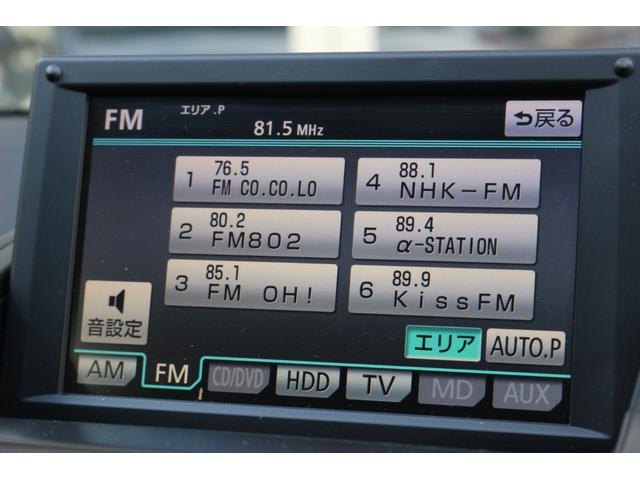 FM エリア.P 81.5 MHz 戻る
1 76.5 FM CO.CO.LO
2 80.2 FM802
3 85.1 FM OH!
4 88.1 NHK-FM
5 89.4 α-STATION
6 89.9 KissFM
音設定
エリア AUTO.P
AM FM CD/DVD HDD TV MD AUX